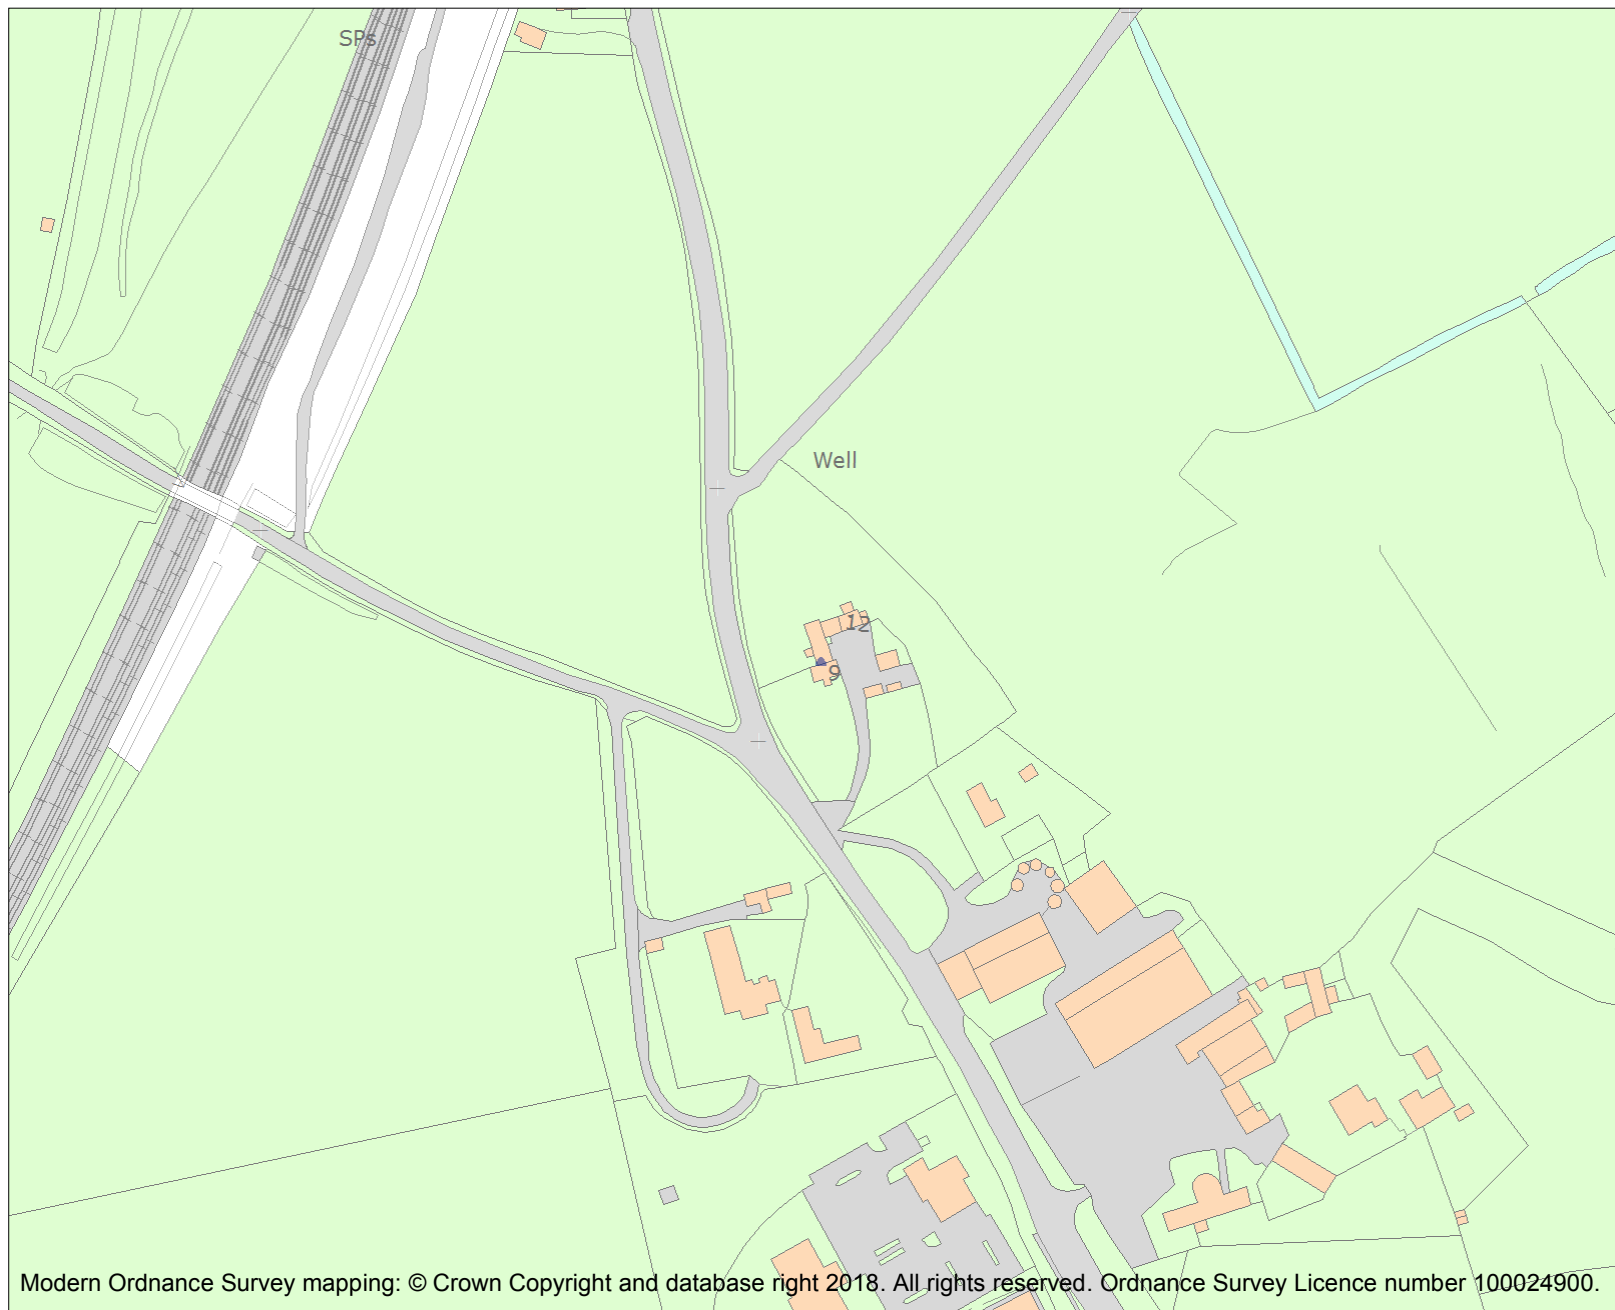 SPs
Well
12
9
Modern Ordnance Survey mapping: © Crown Copyright and database right 2018. All rights reserved. Ordnance Survey Licence number 100024900.